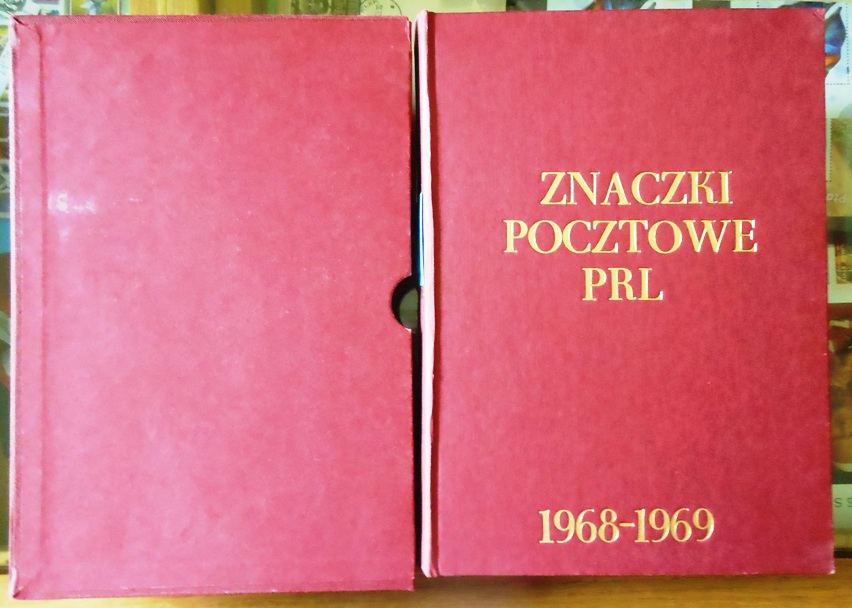 ZNACZKI
POCZTOWE
PRL
1968-1969